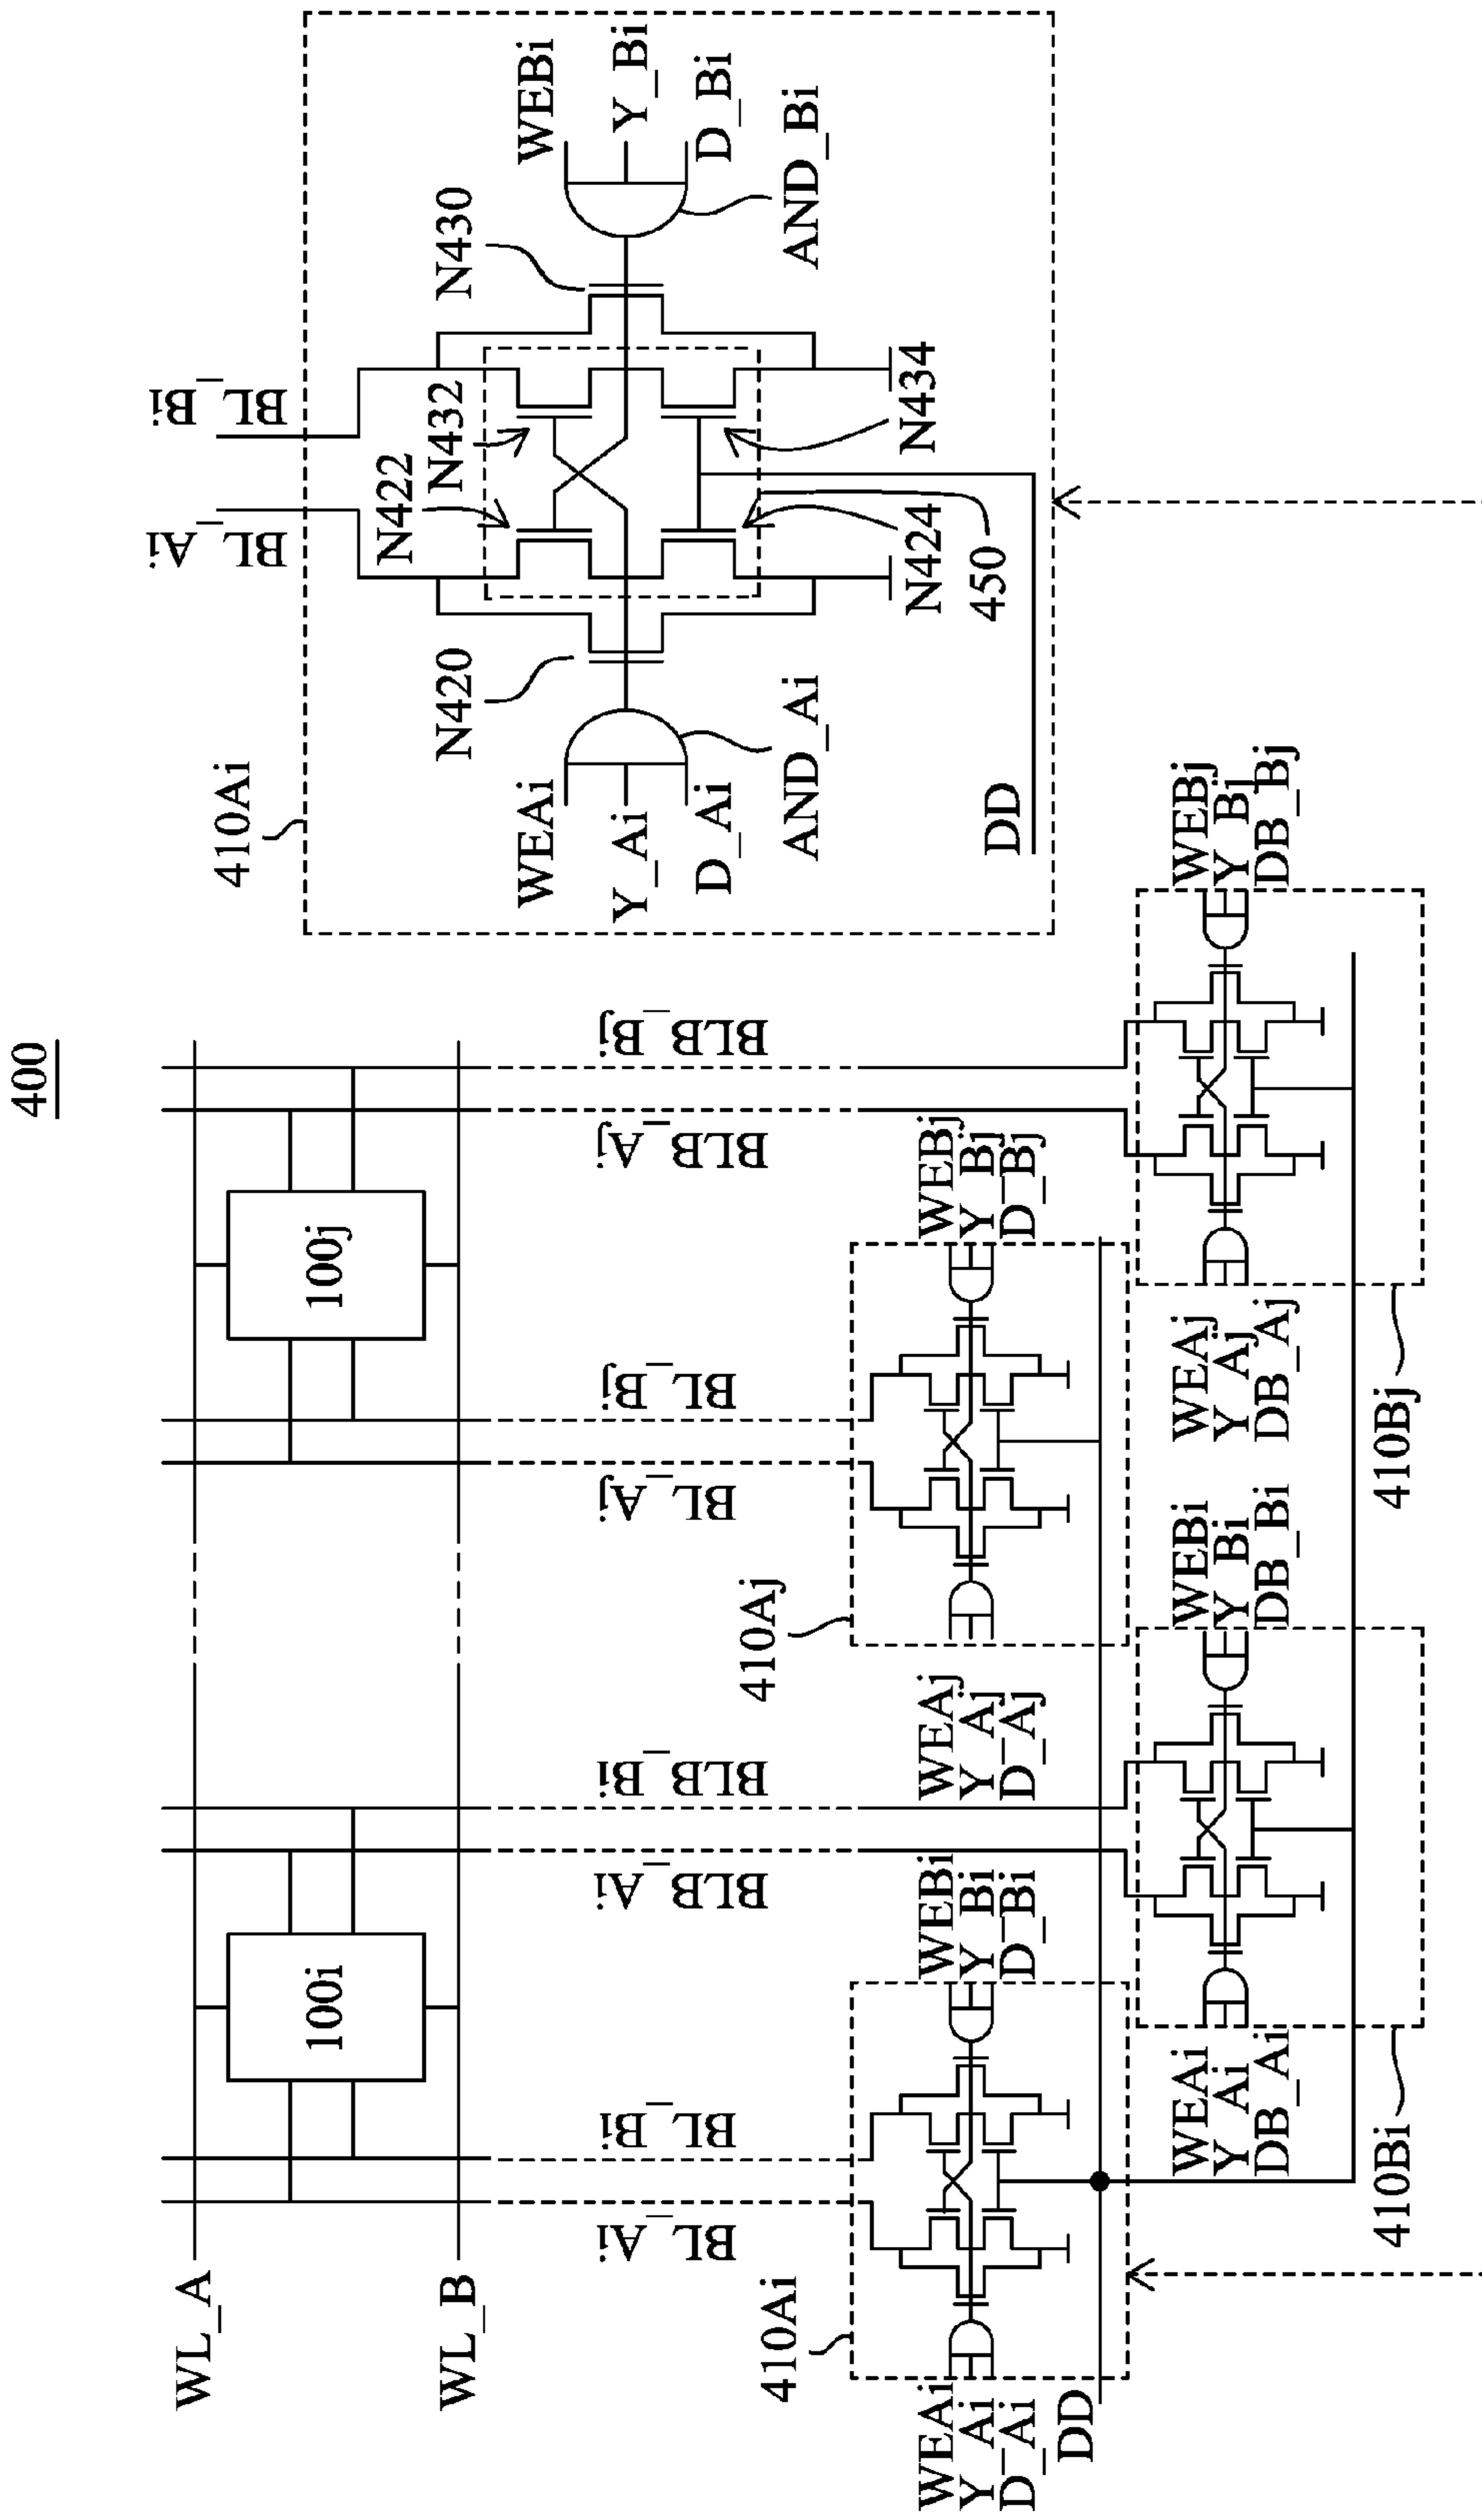 400
WL_A
WL_B
100i
100j
BL_Ai
BL_Bi
BLB_Ai
BLB_Bi
BL_Aj
BL_Bj
BLB_Aj
BLB_Bj
410Ai
WEAi
Y_Ai
D_Ai
DD
WEBi
Y_Bi
D_Bi
410Aj
WEAj
Y_Aj
D_Aj
WEBj
Y_Bj
D_Bj
410Bi
WEAi
Y_Ai
DB_Ai
WEBi
Y_Bi
DB_Bi
410Bj
WEAj
Y_Aj
DB_Aj
WEBj
Y_Bj
DB_Bj
410Ai
BL_Ai
BL_Bi
N420
N422
N432
N430
WEAi
Y_Ai
D_Ai
AND_Ai
WEBi
Y_Bi
D_Bi
AND_Bi
N424
N434
450
DD